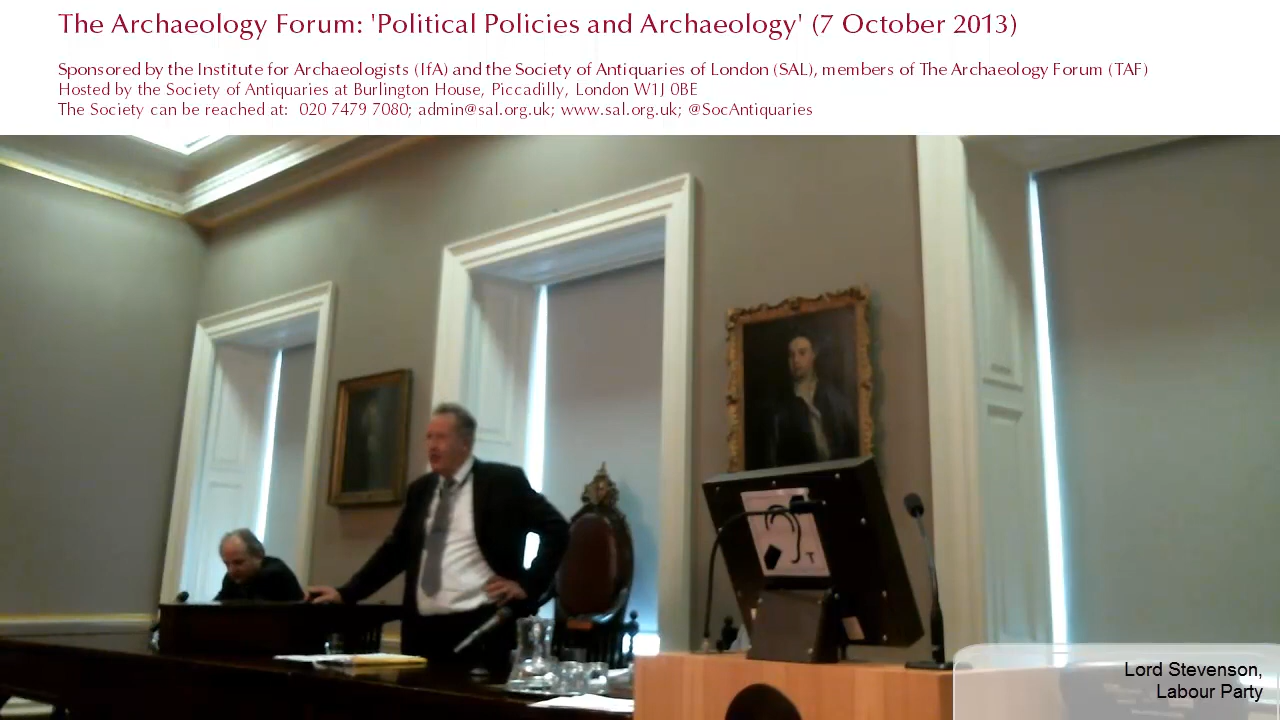 The Archaeology Forum: 'Political Policies and Archaeology' (7 October 2013)
Sponsored by the Institute for Archaeologists (IfA) and the Society of Antiquaries of London (SAL), members of The Archaeology Forum (TAF)
Hosted by the Society of Antiquaries at Burlington House, Piccadilly, London W1J 0BE
The Society can be reached at: 020 7479 7080; admin@sal.org.uk; www.sal.org.uk; @SocAntiquaries
T
Lord Stevenson,
Labour Party